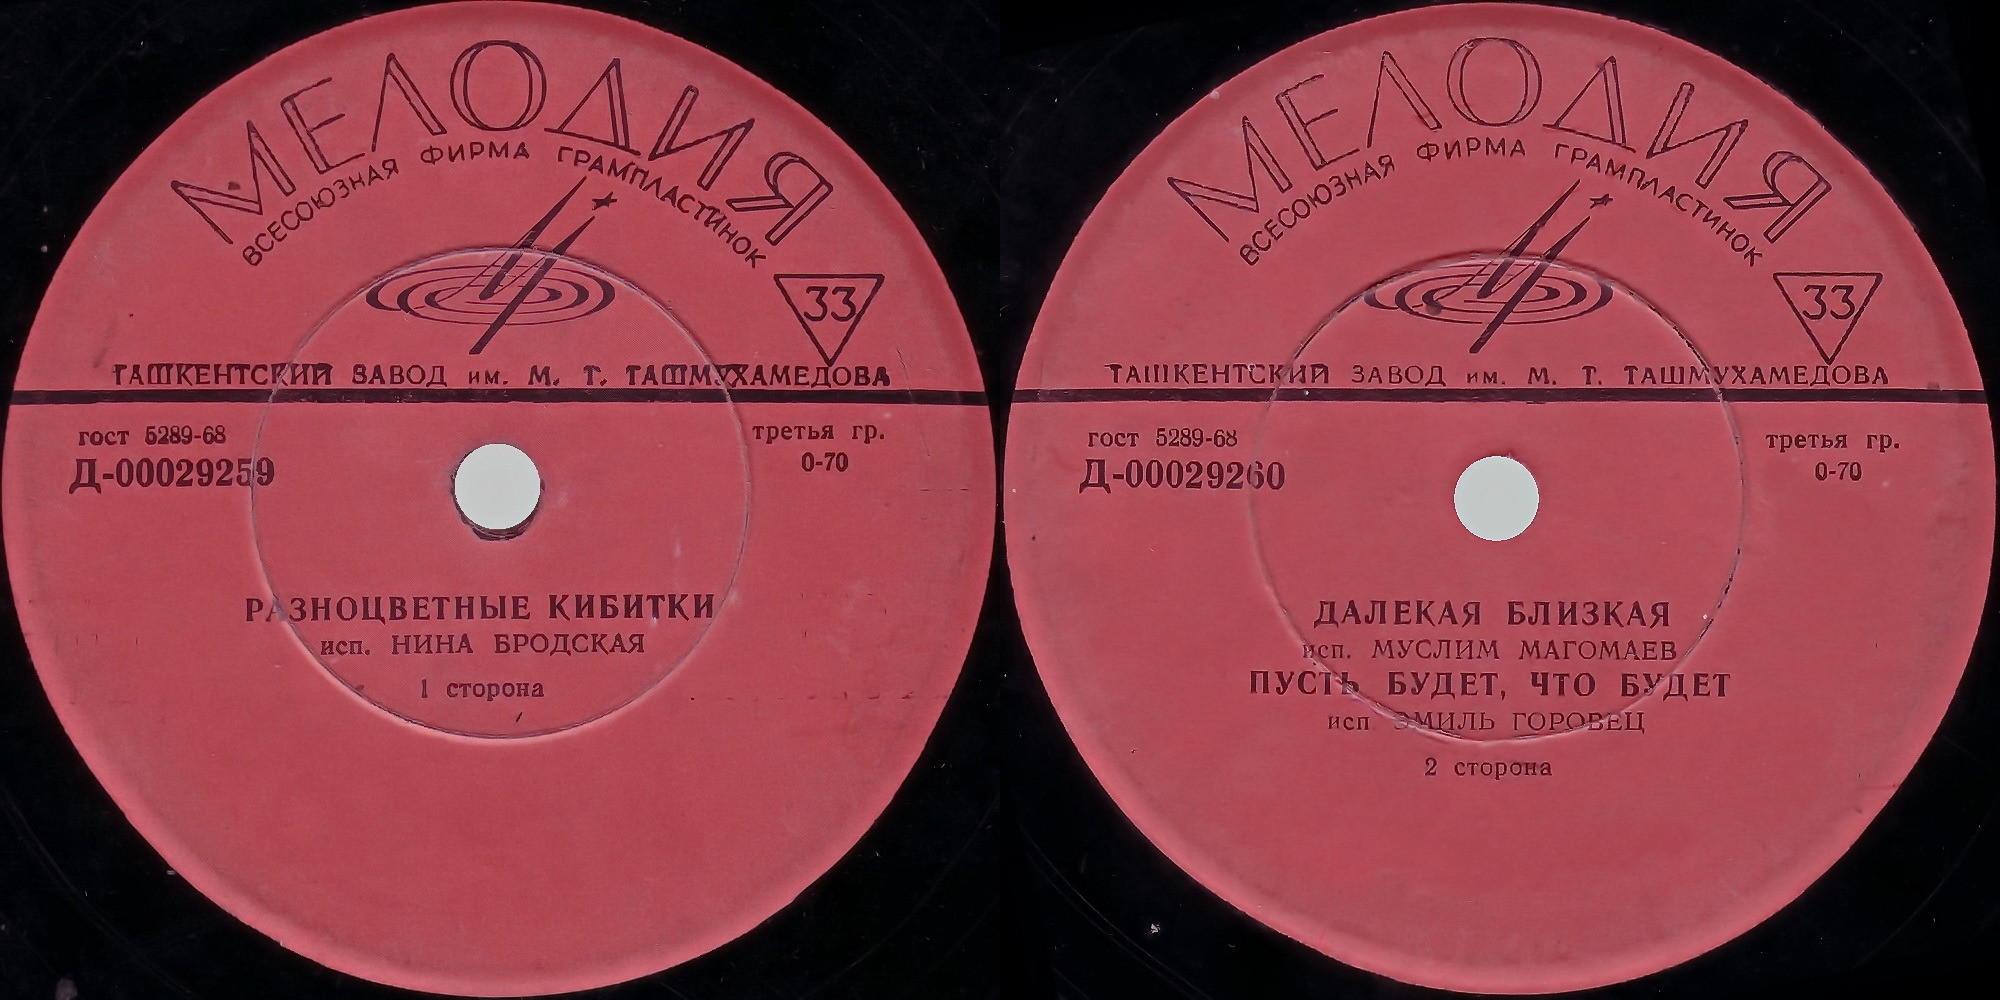 МЕЛОДИЯ
ВСЕСОЮЗНАЯ ФИРМА ГРАМПЛАСТИНОК
33
ТАШКЕНТСКИЙ ЗАВОД им. М. Т. ТАШМУХАМЕДОВА
гост 5289-68
Д-00029259
третья гр.
0-70
РАЗНОЦВЕТНЫЕ КИБИТКИ
исп. НИНА БРОДСКАЯ
1 сторона
МЕЛОДИЯ
ВСЕСОЮЗНАЯ ФИРМА ГРАМПЛАСТИНОК
33
ТАШКЕНТСКИЙ ЗАВОД им. М. Т. ТАШМУХАМЕДОВА
гост 5289-68
Д-00029260
третья гр.
0-70
ДАЛЕКАЯ БЛИЗКАЯ
исп. МУСЛИМ МАГОМАЕВ
ПУСТЬ БУДЕТ, ЧТО БУДЕТ
исп ЭМИЛЬ ГОРОВЕЦ
2 сторона